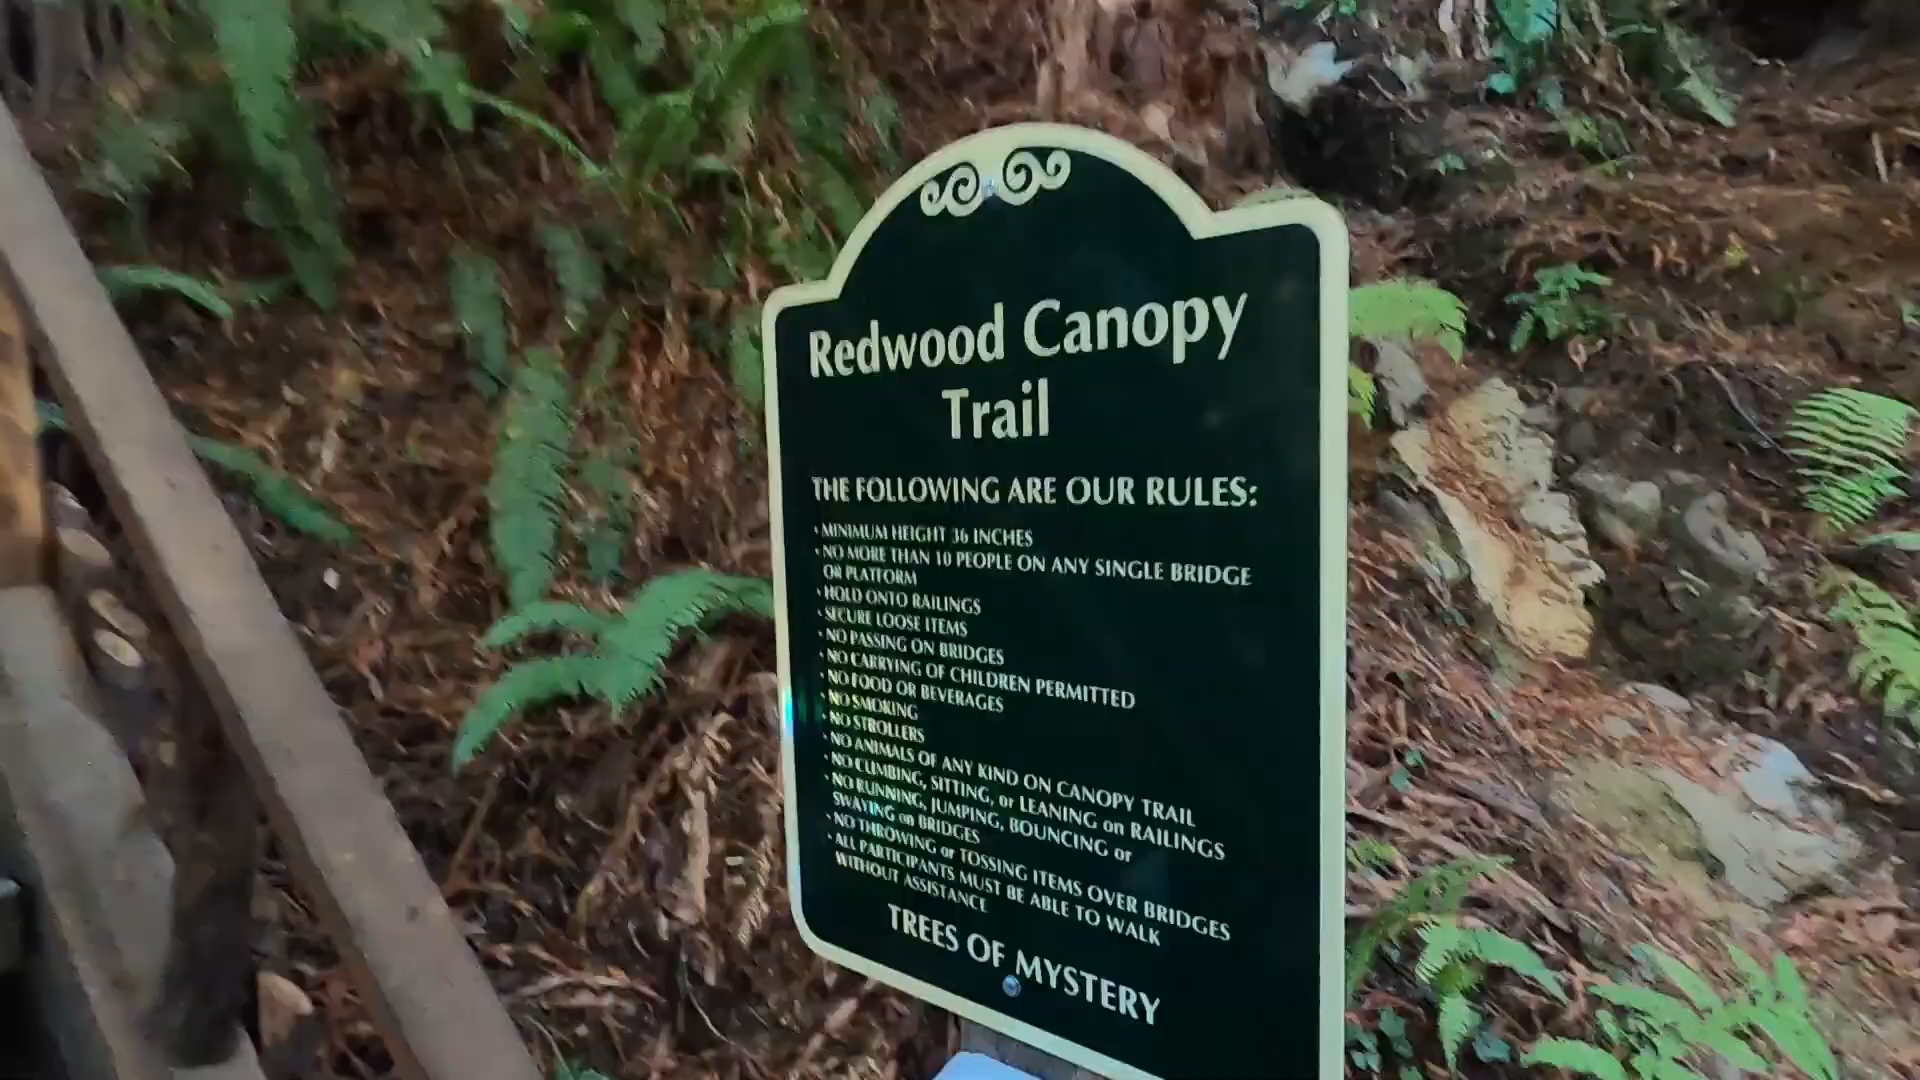 Redwood Canopy
Trail
THE FOLLOWING ARE OUR RULES:
• MINIMUM HEIGHT 36 INCHES
• NO MORE THAN 10 PEOPLE ON ANY SINGLE BRIDGE
OR PLATFORM
• HOLD ONTO RAILINGS
• SECURE LOOSE ITEMS
• NO PASSING ON BRIDGES
• NO CARRYING OF CHILDREN PERMITTED
• NO FOOD OR BEVERAGES
• NO SMOKING
• NO STROLLERS
• NO ANIMALS OF ANY KIND ON CANOPY TRAIL
• NO CLIMBING, SITTING, or LEANING on RAILINGS
• NO RUNNING, JUMPING, BOUNCING or
SWAYING on BRIDGES
• NO THROWING or TOSSING ITEMS OVER BRIDGES
• ALL PARTICIPANTS MUST BE ABLE TO WALK
WITHOUT ASSISTANCE
TREES OF MYSTERY